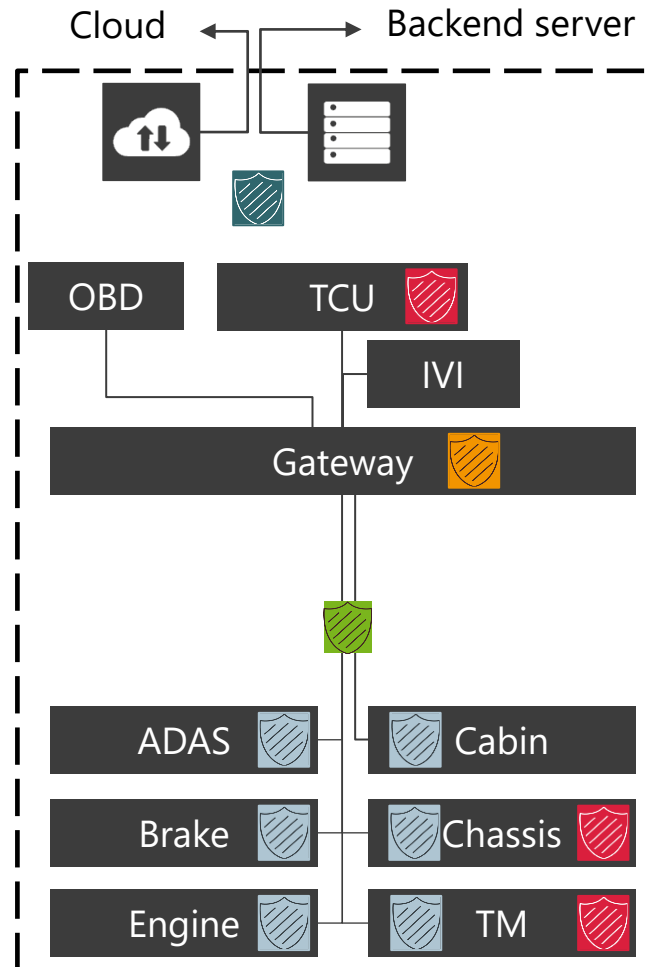 Cloud
Backend server
OBD
TCU
IVI
Gateway
ADAS
Cabin
Brake
Chassis
Engine
TM